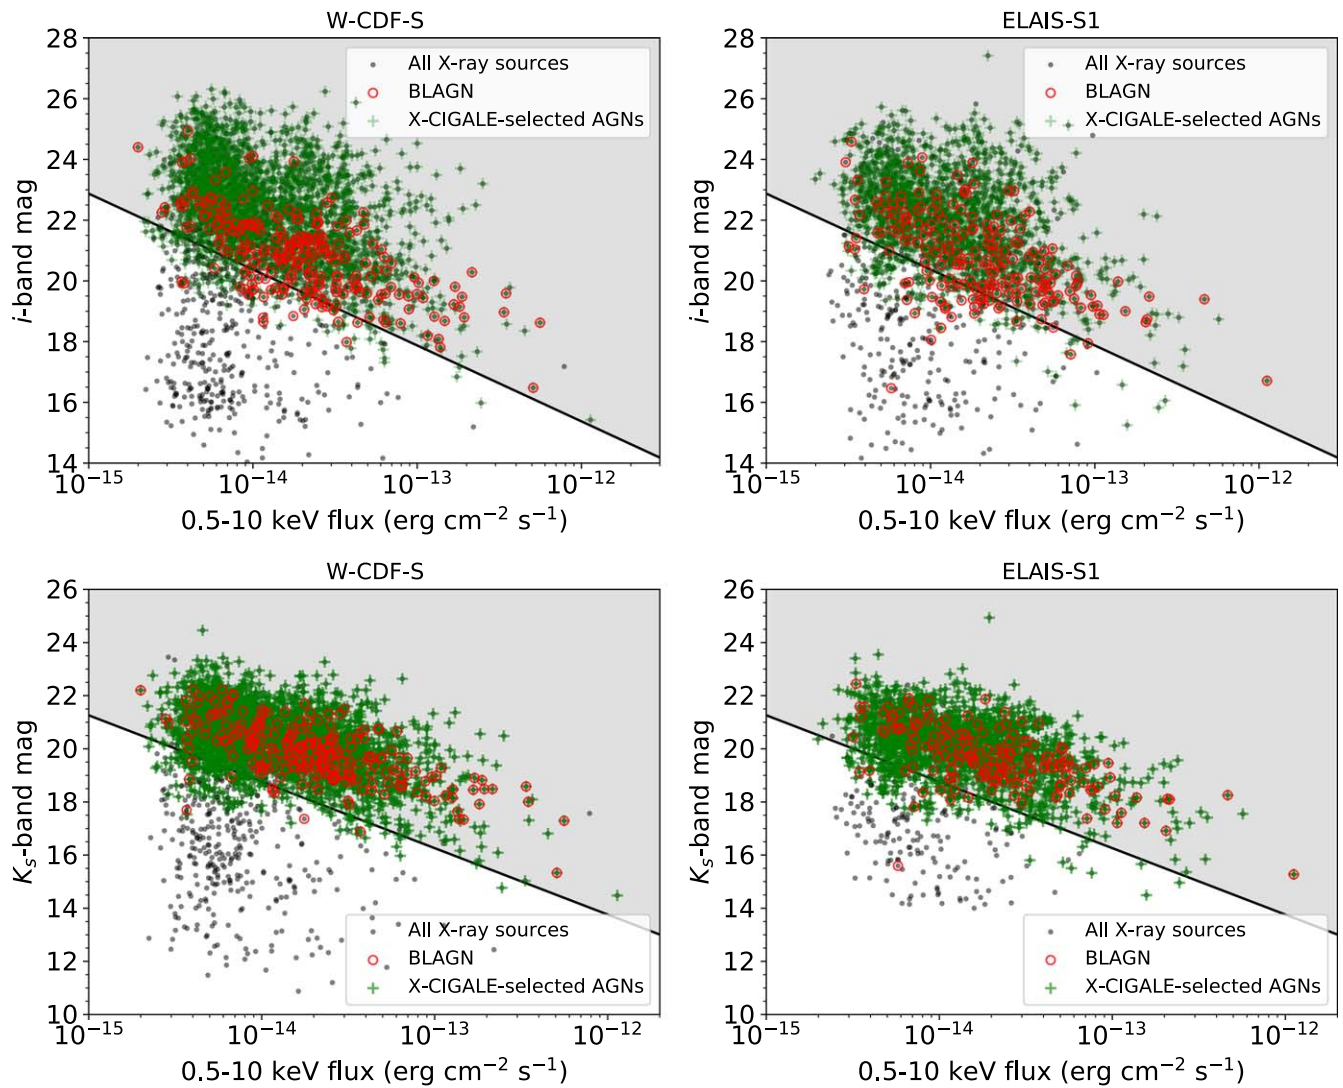 W-CDF-S
28
26
24
22
20
18
16
14
i-band mag
10⁻¹⁵
10⁻¹⁴
10⁻¹³
10⁻¹²
0.5-10 keV flux (erg cm⁻² s⁻¹)
All X-ray sources
BLAGN
X-CIGALE-selected AGNs
ELAIS-S1
28
26
24
22
20
18
16
14
i-band mag
10⁻¹⁵
10⁻¹⁴
10⁻¹³
10⁻¹²
0.5-10 keV flux (erg cm⁻² s⁻¹)
All X-ray sources
BLAGN
X-CIGALE-selected AGNs
W-CDF-S
26
24
22
20
18
16
14
12
10
Kₛ-band mag
10⁻¹⁵
10⁻¹⁴
10⁻¹³
10⁻¹²
0.5-10 keV flux (erg cm⁻² s⁻¹)
All X-ray sources
BLAGN
X-CIGALE-selected AGNs
ELAIS-S1
26
24
22
20
18
16
14
12
10
Kₛ-band mag
10⁻¹⁵
10⁻¹⁴
10⁻¹³
10⁻¹²
0.5-10 keV flux (erg cm⁻² s⁻¹)
All X-ray sources
BLAGN
X-CIGALE-selected AGNs